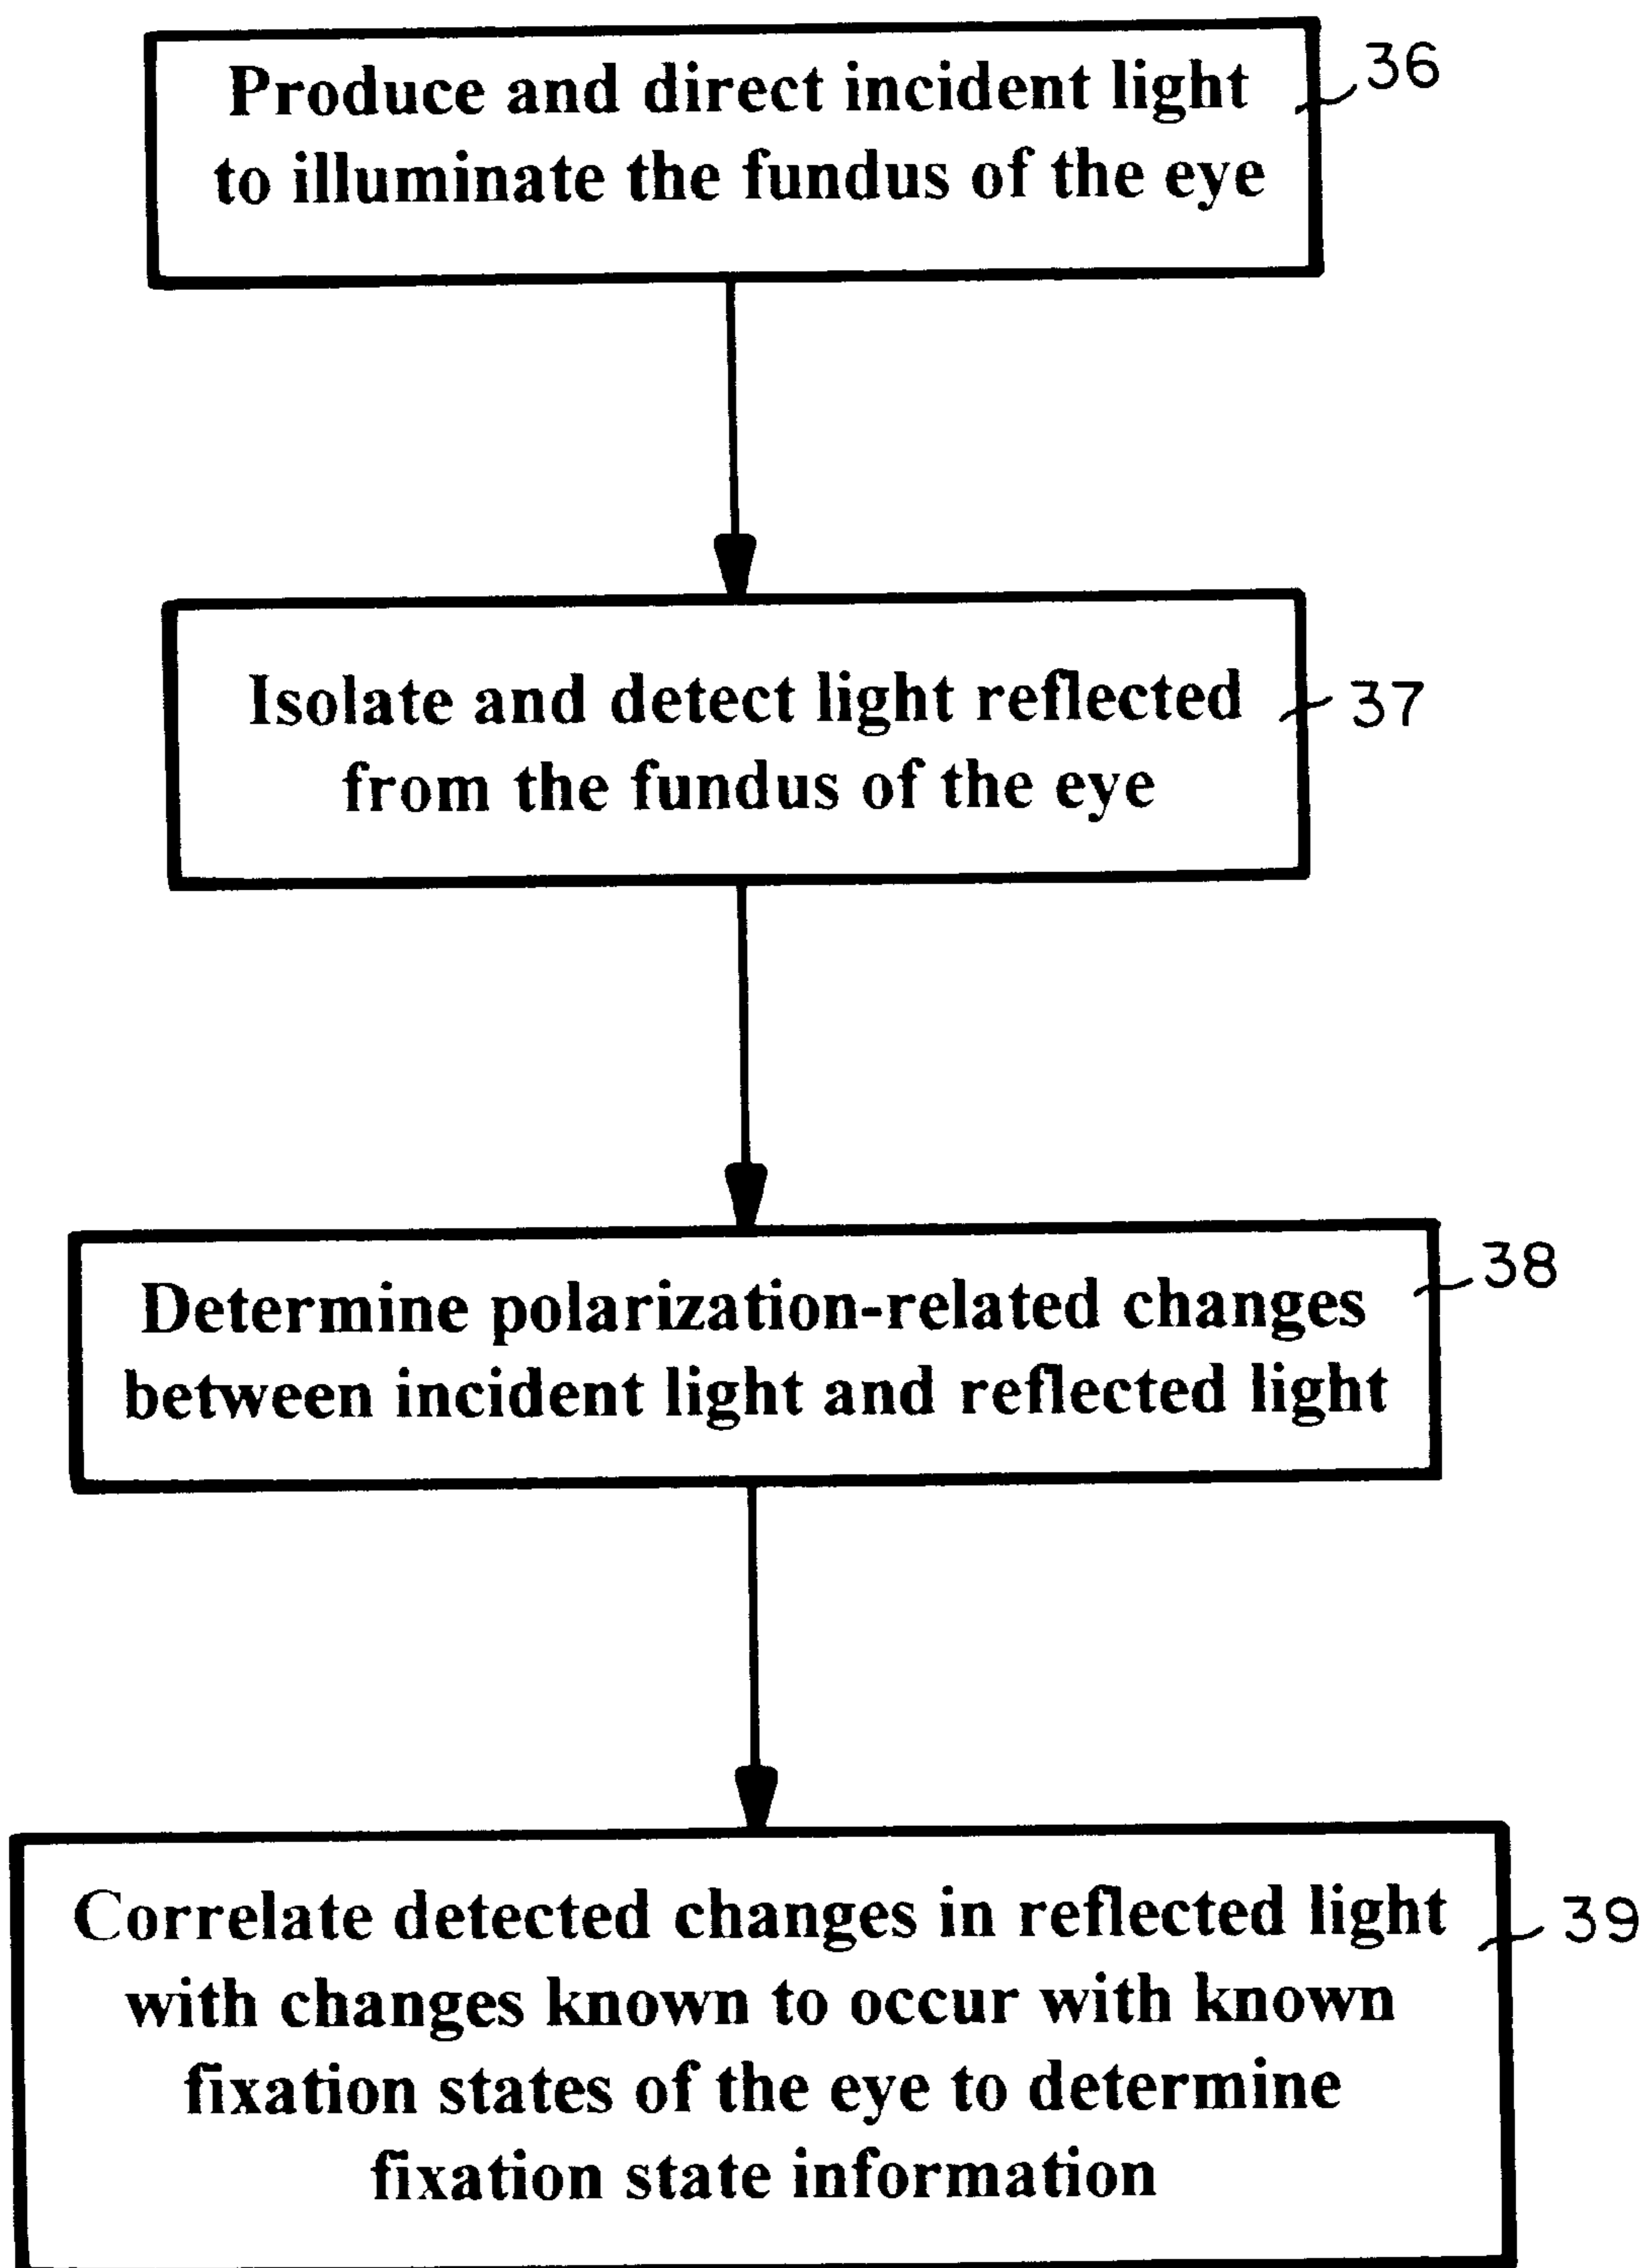 Produce and direct incident light
to illuminate the fundus of the eye
36
Isolate and detect light reflected
from the fundus of the eye
37
Determine polarization-related changes
between incident light and reflected light
38
Correlate detected changes in reflected light
with changes known to occur with known
fixation states of the eye to determine
fixation state information
39